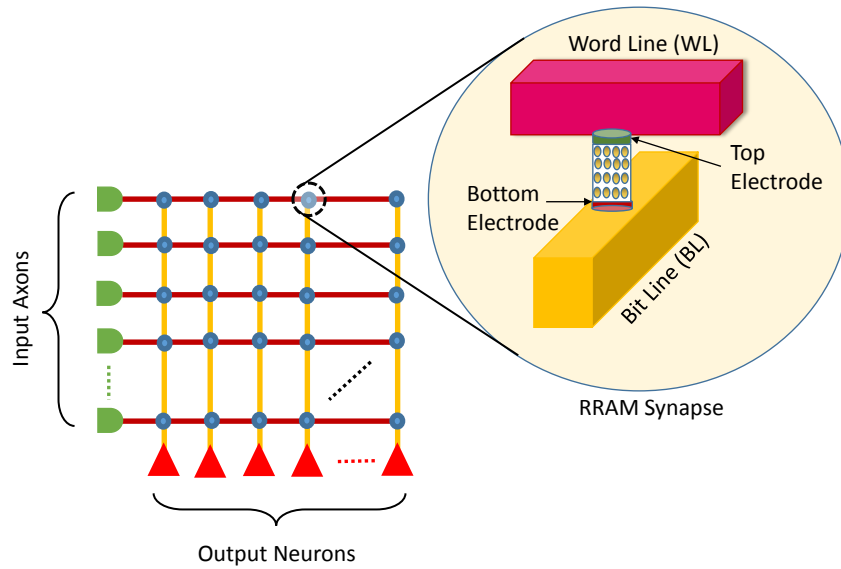 Word Line (WL)
Top
Electrode
Bottom
Electrode
Bit Line (BL)
RRAM Synapse
Input Axons
Output Neurons